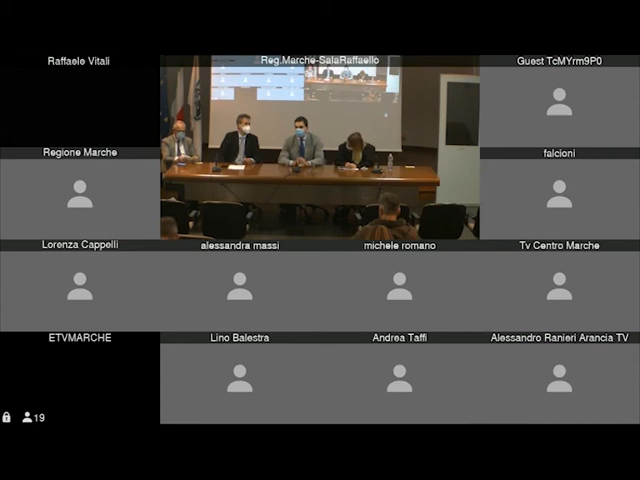 Raffaele Vitali
Reg.Marche-SalaRaffaello
Guest TcMYrm9P0
Regione Marche
falcioni
Lorenza Cappelli
alessandra massi
michele romano
Tv Centro Marche
ETVMARCHE
Lino Balestra
Andrea Taffi
Alessandro Ranieri Arancia TV
19